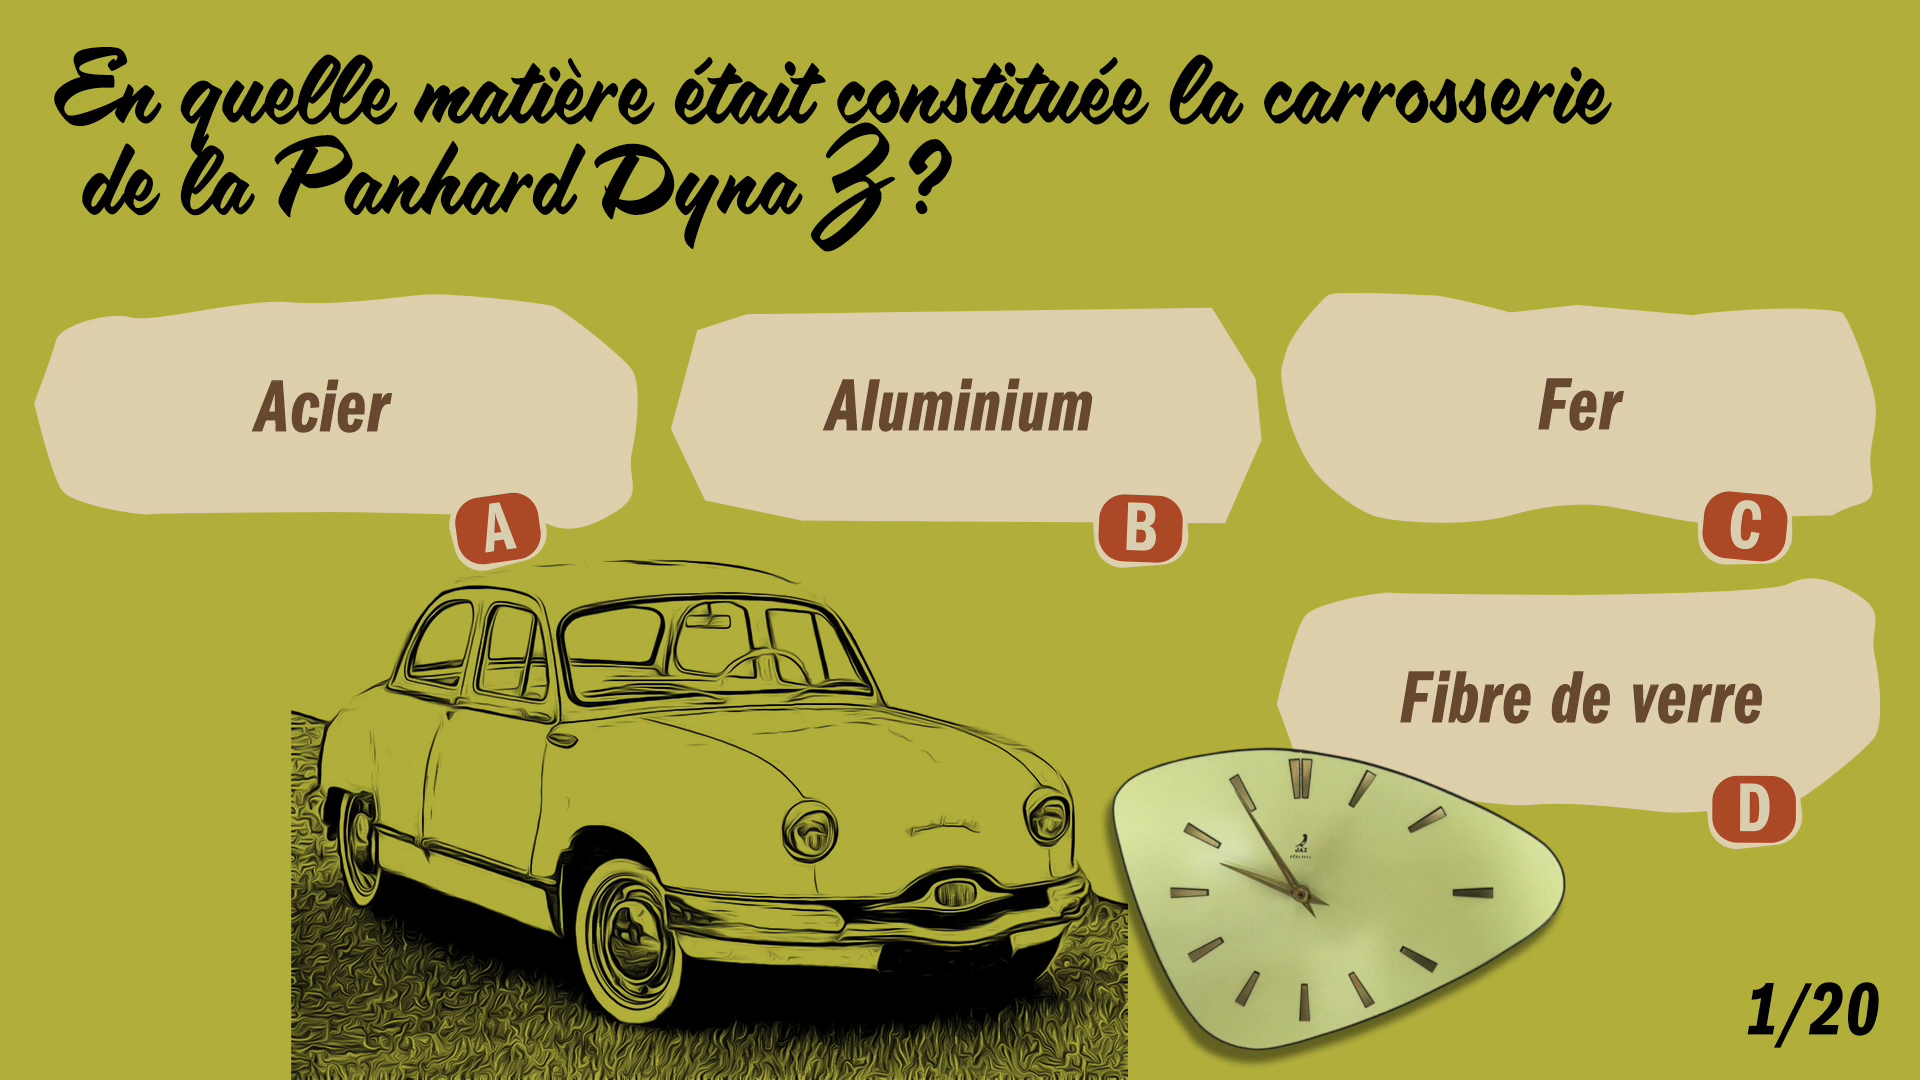 En quelle matière était constituée la carrosserie
de la Panhard Dyna Z ?
Acier
Aluminium
Fer
A
B
C
Fibre de verre
D
JAZ
1/20